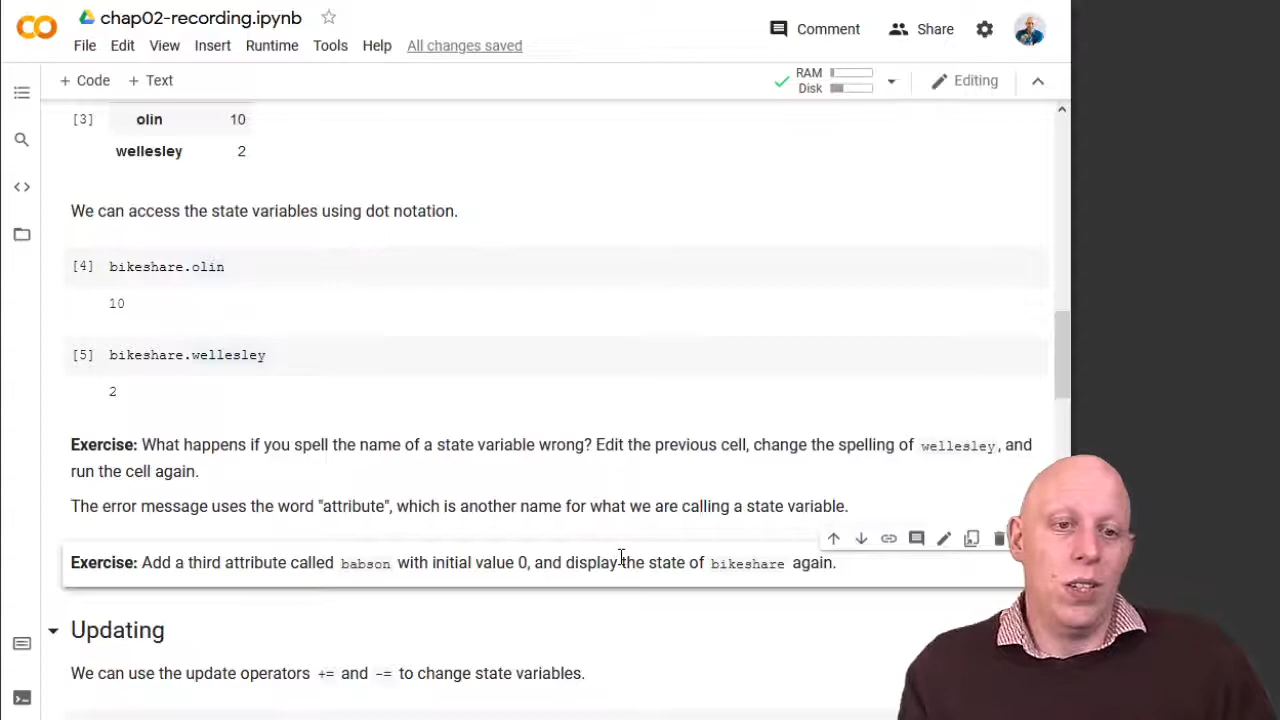 chap02-recording.ipynb
File Edit View Insert Runtime Tools Help All changes saved
Comment Share
+ Code + Text
RAM
Disk
Editing
[3] olin 10
wellesley 2
We can access the state variables using dot notation.
[4] bikeshare.olin
10
[5] bikeshare.wellesley
2
Exercise: What happens if you spell the name of a state variable wrong? Edit the previous cell, change the spelling of wellesley, and
run the cell again.
The error message uses the word "attribute", which is another name for what we are calling a state variable.
Exercise: Add a third attribute called babson with initial value 0, and display the state of bikeshare again.
Updating
We can use the update operators += and -= to change state variables.